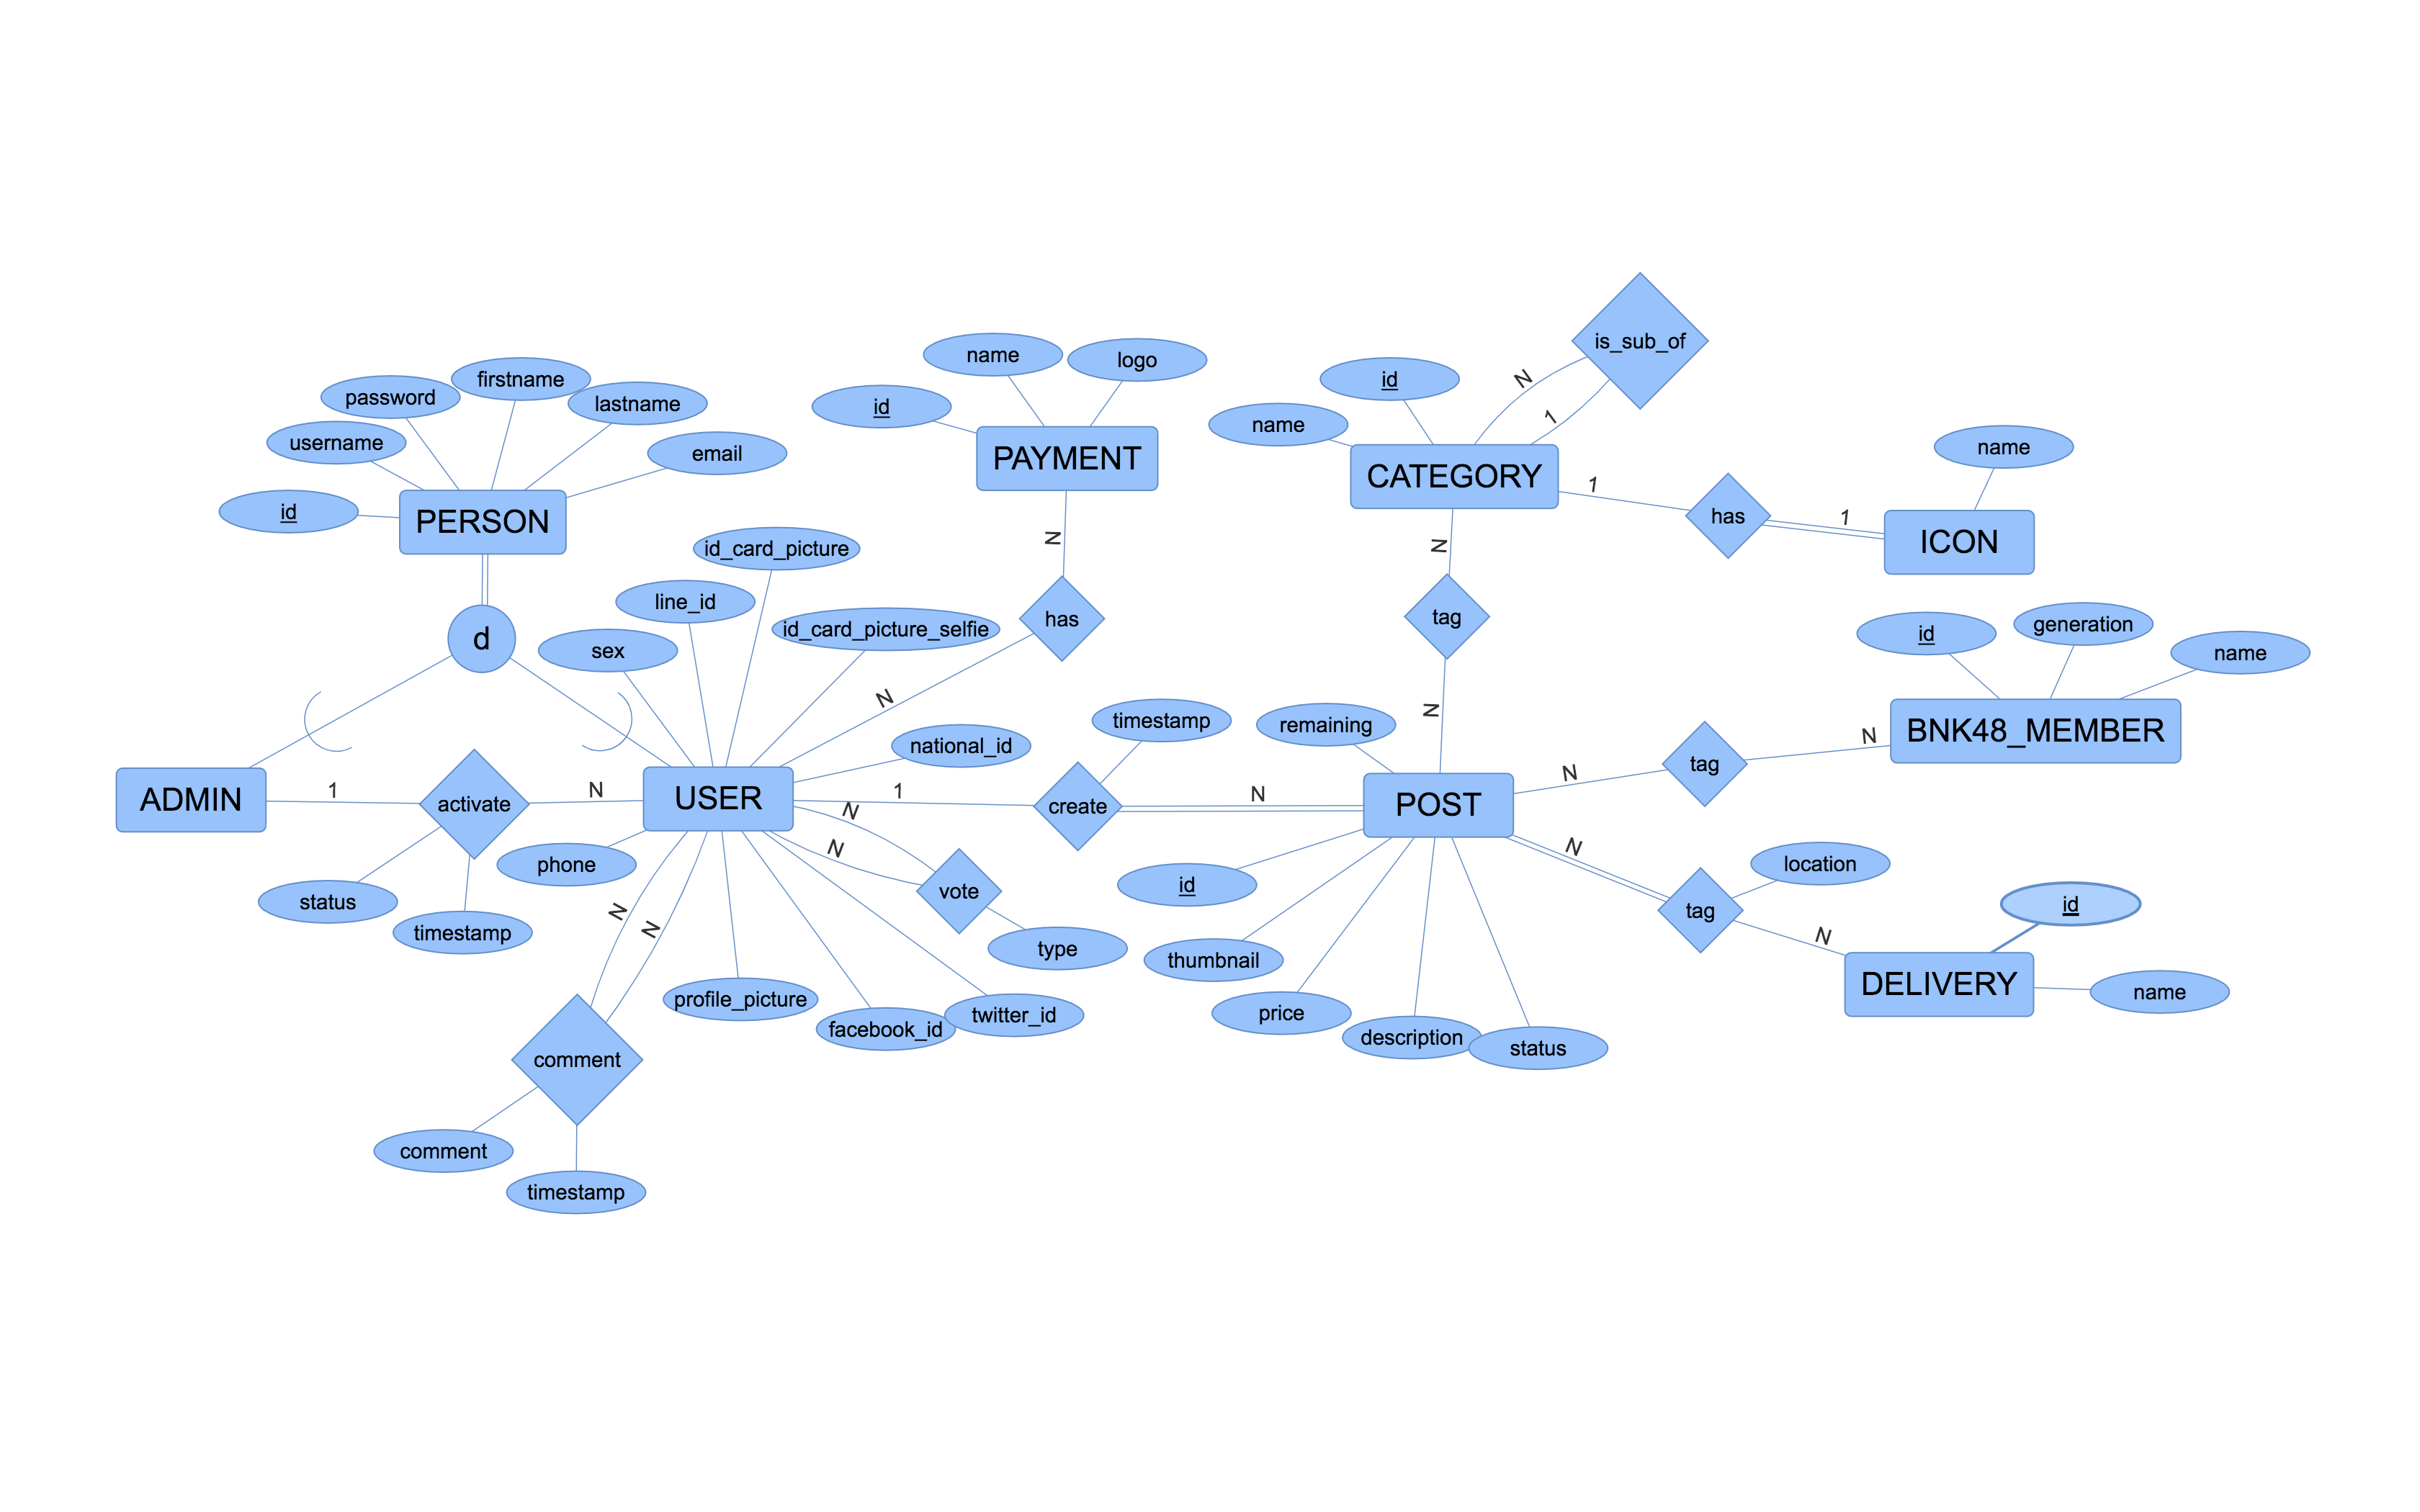 is_sub_of
name
logo
id
N
1
firstname
password
lastname
username
email
id
PERSON
id
name
PAYMENT
CATEGORY
1
has
1
name
ICON
id_card_picture
line_id
id_card_picture_selfie
sex
d
N
has
N
N
tag
N
id
generation
name
BNK48_MEMBER
national_id
timestamp
remaining
tag
N
N
ADMIN
1
activate
N
USER
1
create
N
POST
N
N
phone
vote
type
status
timestamp
id
thumbnail
price
description
status
N
tag
location
N
id
DELIVERY
name
N
N
profile_picture
facebook_id
twitter_id
comment
comment
timestamp